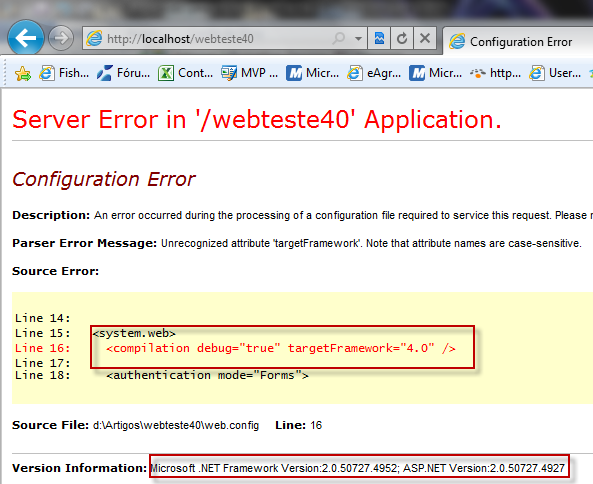 http://localhost/webteste40
Configuration Error
Fish...
Fóru...
Cont...
MVP ...
Micr...
eAgr...
Micr...
http...
User...
Server Error in '/webteste40' Application.
Configuration Error
Description: An error occurred during the processing of a configuration file required to service this request. Please
Parser Error Message: Unrecognized attribute 'targetFramework'. Note that attribute names are case-sensitive.
Source Error:
Line 14:
Line 15: <system.web>
Line 16: <compilation debug="true" targetFramework="4.0" />
Line 17:
Line 18: <authentication mode="Forms">
Source File: d:\Artigos\webteste40\web.config Line: 16
Version Information: Microsoft .NET Framework Version:2.0.50727.4952; ASP.NET Version:2.0.50727.4927